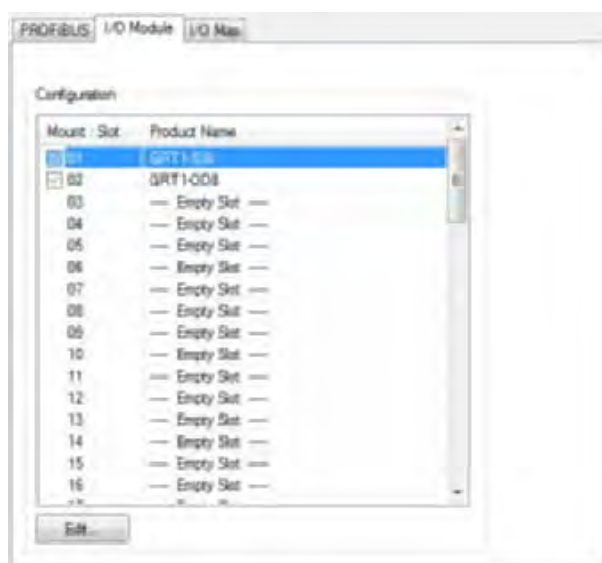 PROFIBUS I/O Module I/O Map
Configuration
Mount Slot Product Name
01 GRT1-ID8
02 GRT1-OD8
03 --- Empty Slot ---
04 --- Empty Slot ---
05 --- Empty Slot ---
06 --- Empty Slot ---
07 --- Empty Slot ---
08 --- Empty Slot ---
09 --- Empty Slot ---
10 --- Empty Slot ---
11 --- Empty Slot ---
12 --- Empty Slot ---
13 --- Empty Slot ---
14 --- Empty Slot ---
15 --- Empty Slot ---
16 --- Empty Slot ---
Edit...